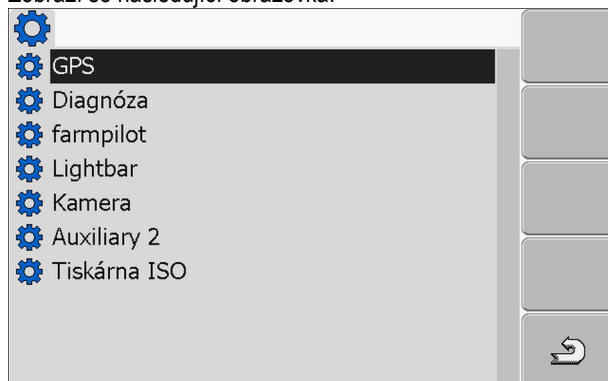 Zobrazí se následující obrazovka:
GPS
Diagnóza
farmpilot
Lightbar
Kamera
Auxiliary 2
Tiskárna ISO